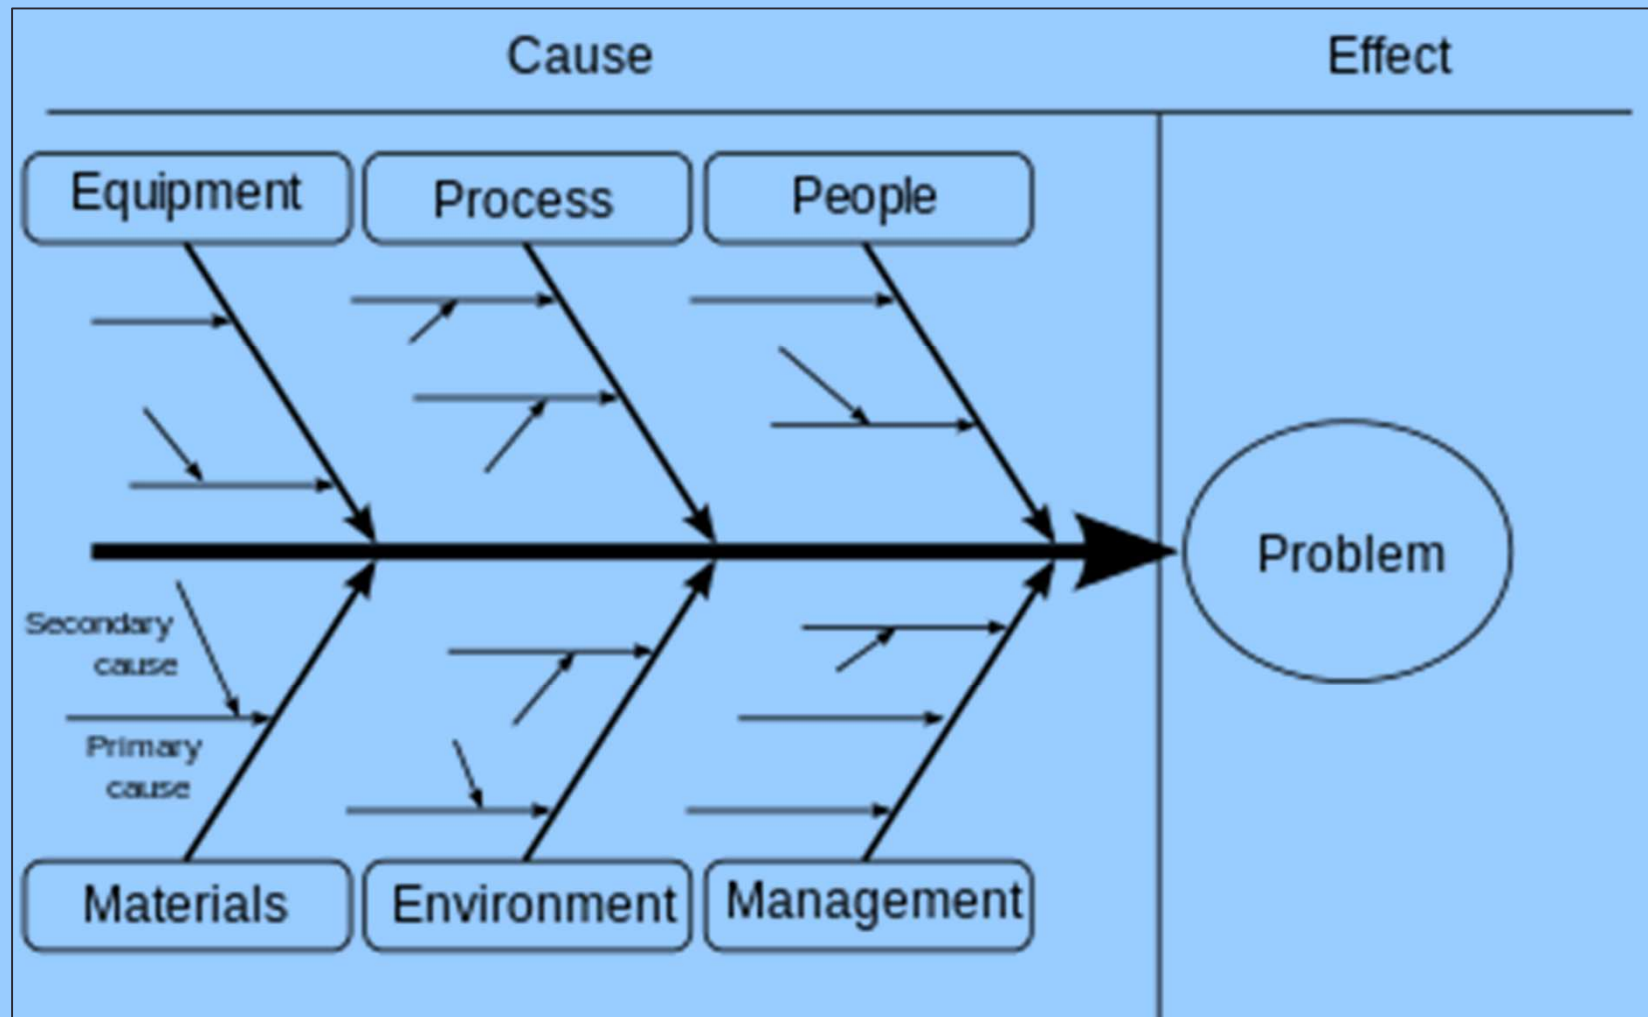 Cause
Effect
Equipment
Process
People
Problem
Secondary
cause
Primary
cause
Materials
Environment
Management